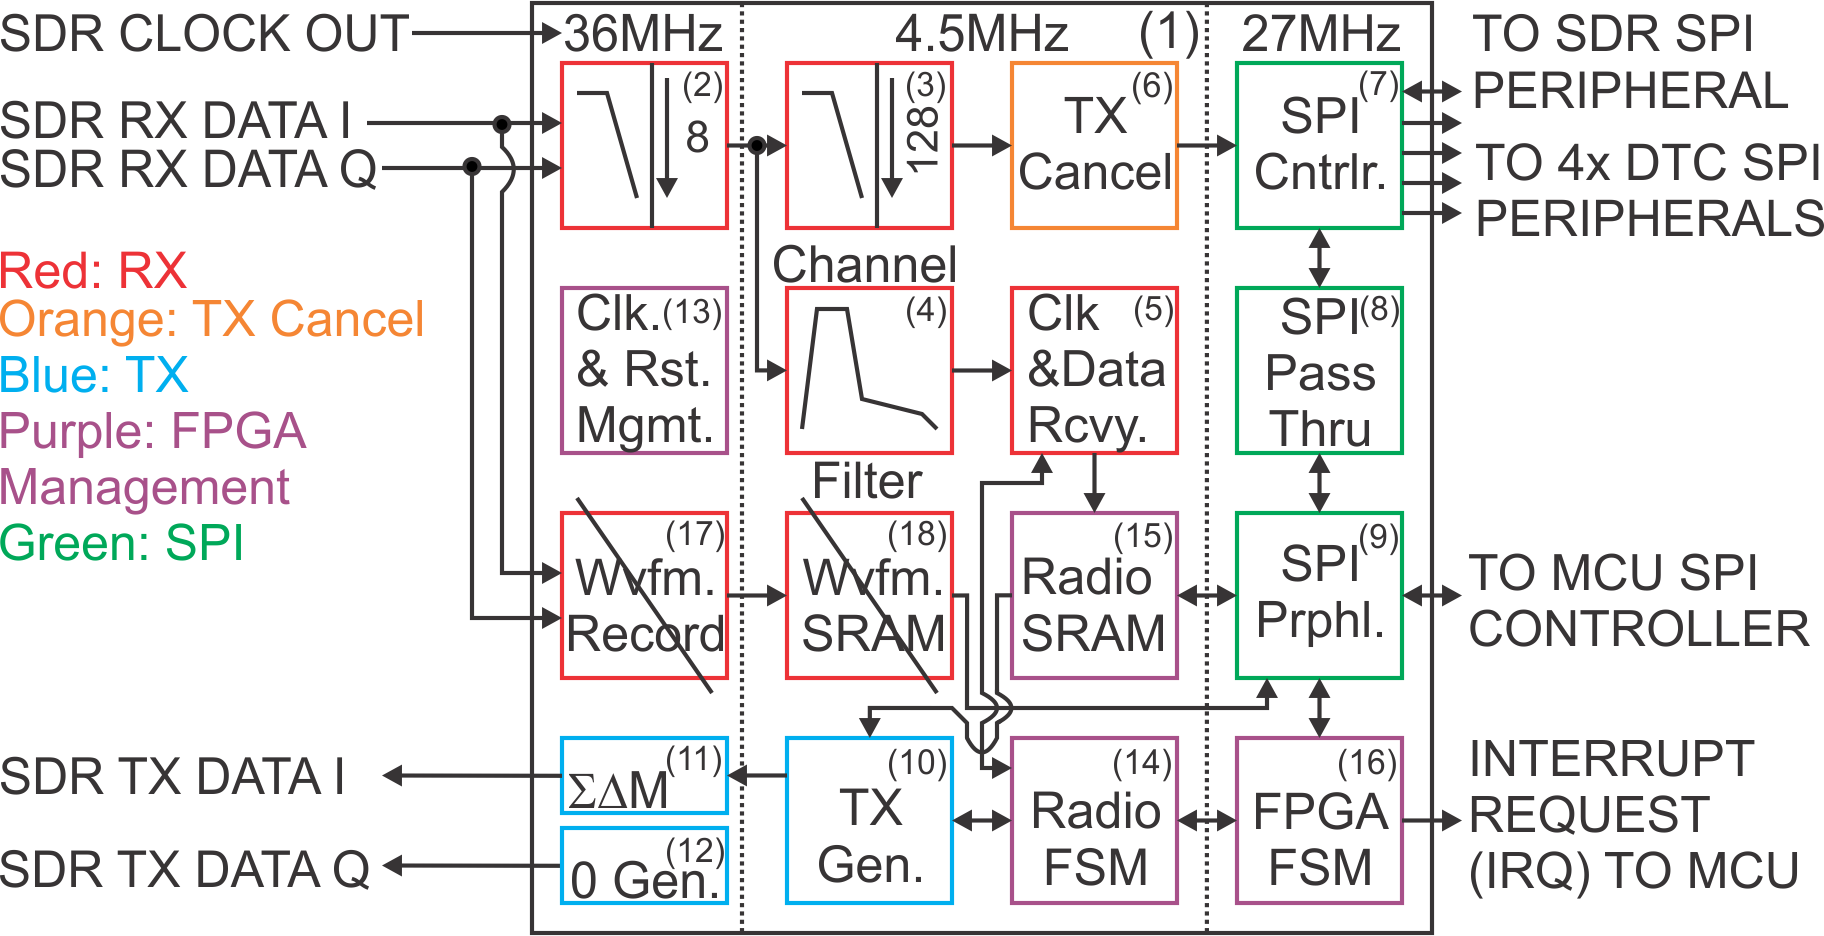 SDR CLOCK OUT
36MHz
4.5MHz
(1)
27MHz
TO SDR SPI
PERIPHERAL
SDR RX DATA I
SDR RX DATA Q
(2)
8
(3)
128
TX (6)
Cancel
SPI (7)
Cntrlr.
TO 4x DTC SPI
PERIPHERALS
Red: RX
Orange: TX Cancel
Blue: TX
Purple: FPGA
Management
Green: SPI
Clk. (13)
& Rst.
Mgmt.
Channel
(4)
Filter
Clk (5)
&Data
Rcvy.
SPI (8)
Pass
Thru
(17)
Wvfm.
Record
(18)
Wvfm.
SRAM
(15)
Radio
SRAM
SPI (9)
Prphl.
TO MCU SPI
CONTROLLER
SDR TX DATA I
SDR TX DATA Q
ΣΔM (11)
(12)
0 Gen.
(10)
TX
Gen.
(14)
Radio
FSM
(16)
FPGA
FSM
INTERRUPT
REQUEST
(IRQ) TO MCU